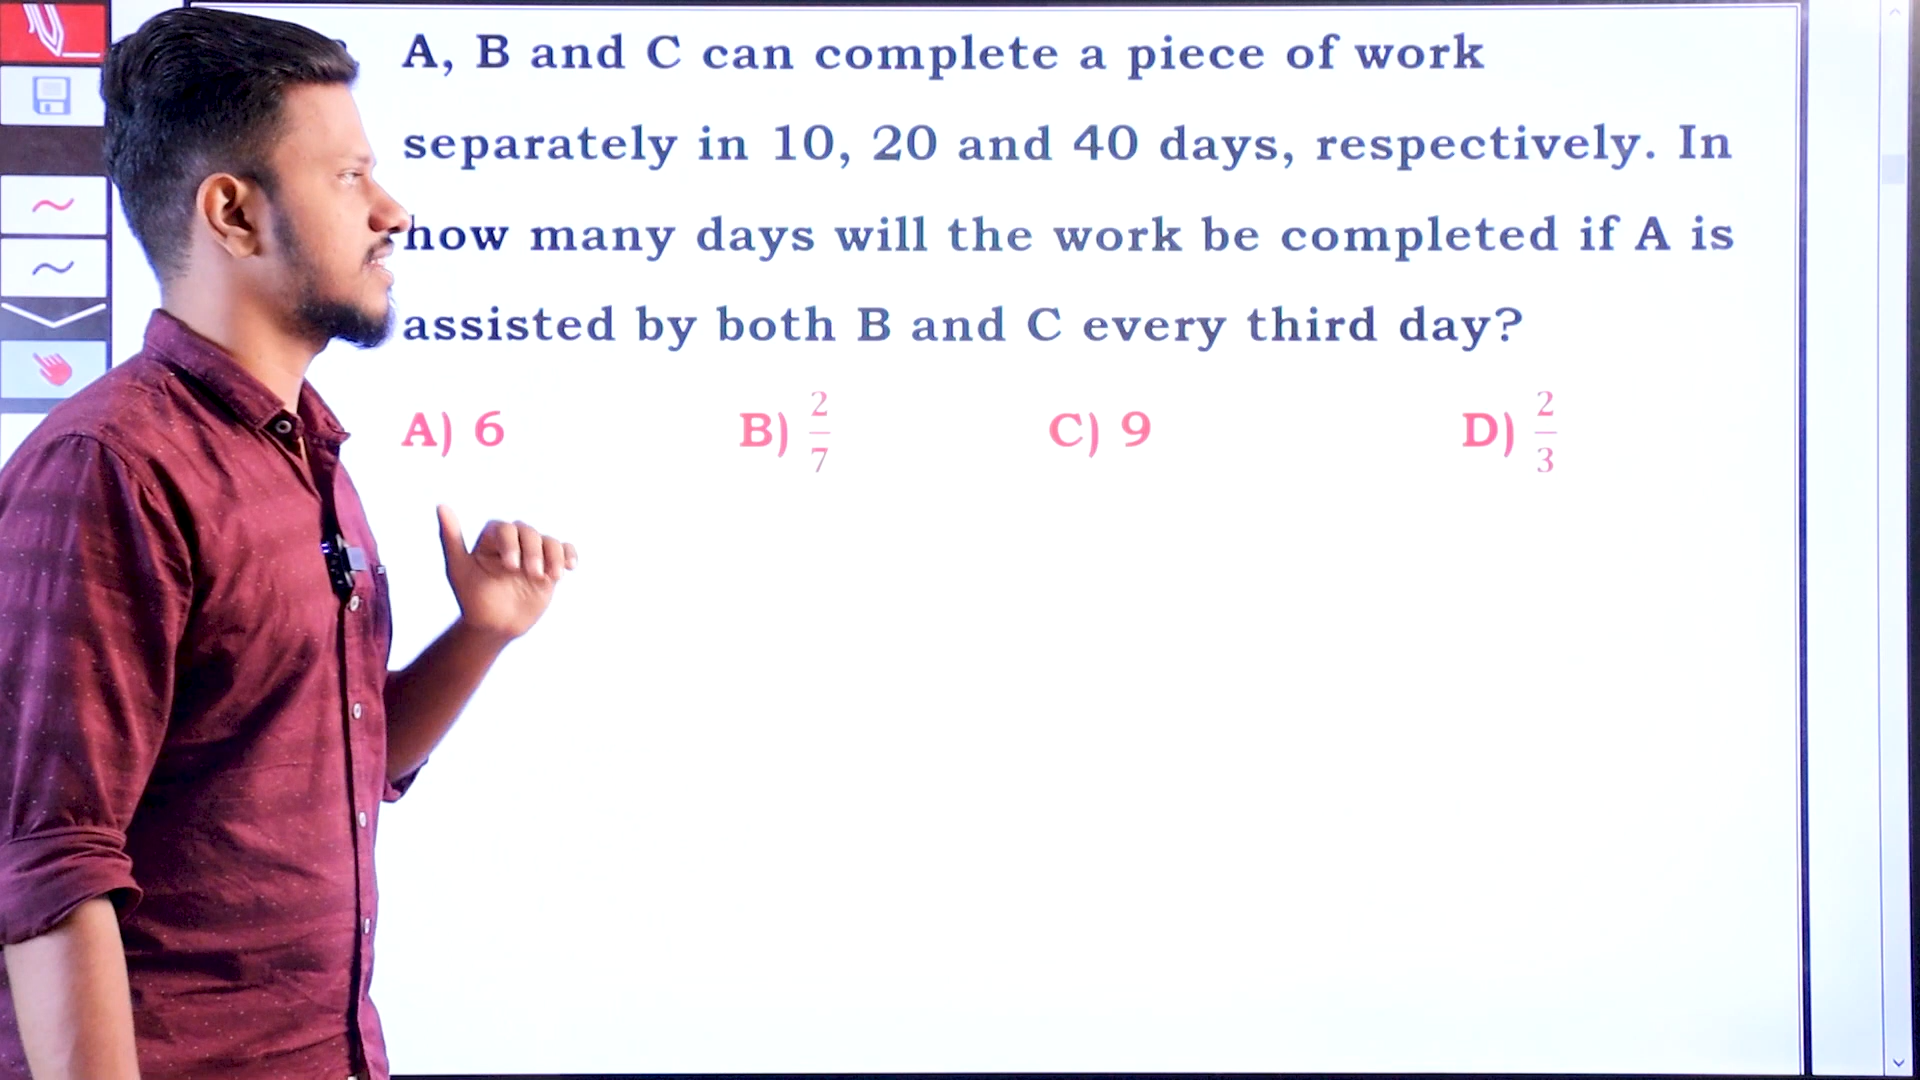 A, B and C can complete a piece of work
separately in 10, 20 and 40 days, respectively. In
how many days will the work be completed if A is
assisted by both B and C every third day?
A) 6 B) 2/7 C) 9 D) 2/3